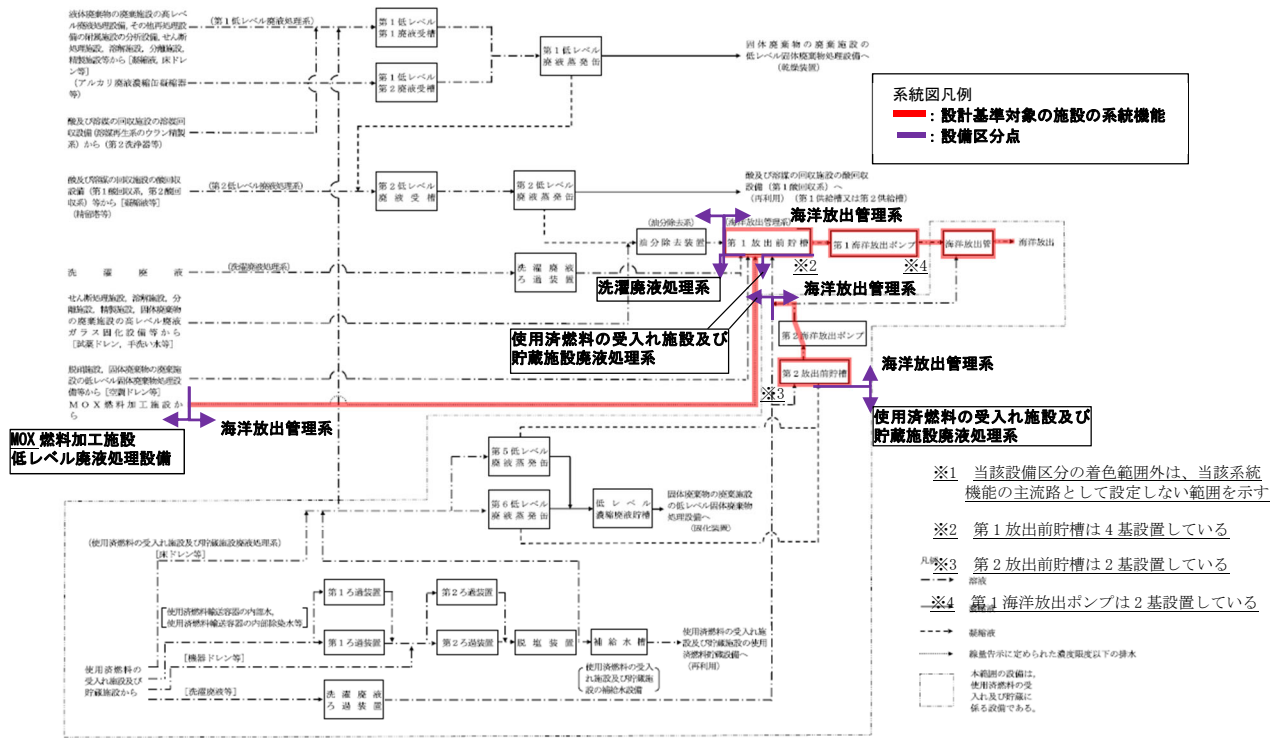 液体廃棄物の廃棄施設の高レベ
ル廃液処理設備, その他再処理設
備の附属施設の分析設備, せん断
処理施設, 溶解施設, 分離施設,
精製施設等から [凝縮液, 床ドレ
ン等]
(アルカリ廃液濃縮缶凝縮器
等)
(第1低レベル廃液処理系)
第1低レベル
第1廃液受槽
第1低レベル
第2廃液受槽
第1低レベル
廃液蒸発缶
固体廃棄物の廃棄施設の
低レベル固体廃棄物処理設備へ
(乾燥装置)
系統図凡例
:設計基準対象の施設の系統機能
:設備区分点
酸及び溶媒の回収施設の溶媒回
収設備(溶媒再生系のウラン精製
系)から(第2洗浄器等)
酸及び溶媒の回収施設の酸回収
設備(第1酸回収系, 第2酸回
収系)等から [凝縮液等]
(精留塔等)
(第2低レベル廃液処理系)
第2低レベル
廃液受槽
第2低レベル
廃液蒸発缶
酸及び溶媒の回収施設の酸回収
設備(第1酸回収系)へ
(再利用)(第1供給槽又は第2供給槽)
(油分除去系)
油分除去装置
(海洋放出管理系)
海洋放出管理系
第1放出前貯槽
※2
第1海洋放出ポンプ
※4
海洋放出管
海洋放出
洗濯廃液
(洗濯廃液処理系)
洗濯廃液
ろ過装置
洗濯廃液処理系
海洋放出管理系
せん断処理施設, 溶解施設, 分
離施設, 精製施設, 固体廃棄物
の廃棄施設の高レベル廃液
ガラス固化設備等から
[試薬ドレン, 手洗い水等]
使用済燃料の受入れ施設及び
貯蔵施設廃液処理系
第2海洋放出ポンプ
第2放出前貯槽
※3
海洋放出管理系
使用済燃料の受入れ施設及び
貯蔵施設廃液処理系
脱硝施設, 固体廃棄物の廃棄施
設の低レベル固体廃棄物処理設
備等から [空調ドレン等]
MOX燃料加工施設か
ら
海洋放出管理系
MOX 燃料加工施設
低レベル廃液処理設備
第5低レベル
廃液蒸発缶
第6低レベル
廃液蒸発缶
低レベル
濃縮廃液貯槽
固体廃棄物の廃棄施設
の低レベル固体廃棄物
処理設備へ
(固化装置)
※1 当該設備区分の着色範囲外は、当該系統
機能の主流路として設定しない範囲を示す
※2 第1放出前貯槽は4基設置している
※3 第2放出前貯槽は2基設置している
※4 第1海洋放出ポンプは2基設置している
凡例
溶液
凝縮液
線量告示に定められた濃度限度以下の排水
本範囲の設備は,
使用済燃料の受
入れ及び貯蔵に
係る設備である。
(使用済燃料の受入れ施設及び貯蔵施設廃液処理系)
[床ドレン等]
使用済燃料輸送容器の内部水,
使用済燃料輸送容器の内部除染水等
第1ろ過装置
第2ろ過装置
第1ろ過装置
第2ろ過装置
脱塩装置
補給水槽
使用済燃料の受入れ施
設及び貯蔵施設の使用
済燃料貯蔵設備へ
(再利用)
使用済燃料の受入
れ施設及び貯蔵施
設の補給水設備
[機器ドレン等]
使用済燃料の
受入れ施設及び
貯蔵施設から
[洗濯廃液等]
洗濯廃液
ろ過装置